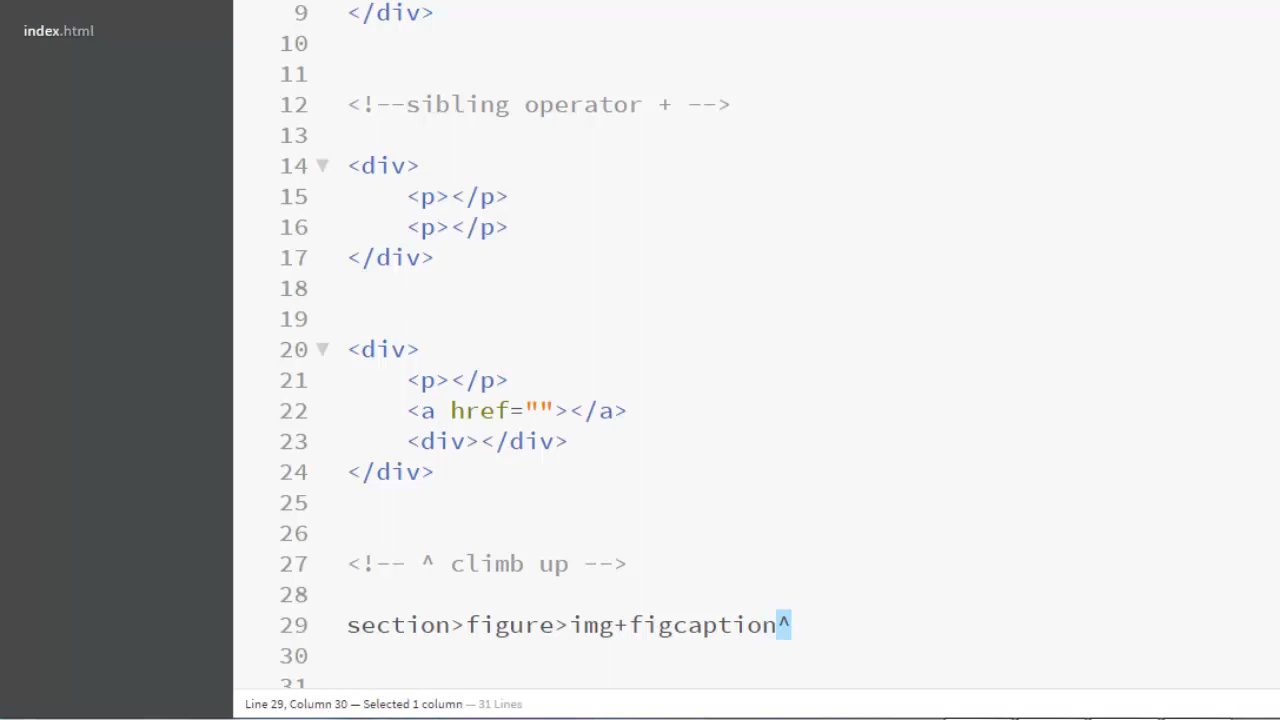 index.html
9 </div>
10
11
12 <!--sibling operator + -->
13
14 <div>
15 <p></p>
16 <p></p>
17 </div>
18
19
20 <div>
21 <p></p>
22 <a href=""></a>
23 <div></div>
24 </div>
25
26
27 <!-- ^ climb up -->
28
29 section>figure>img+figcaption^
30
31
Line 29, Column 30 — Selected 1 column — 31 Lines